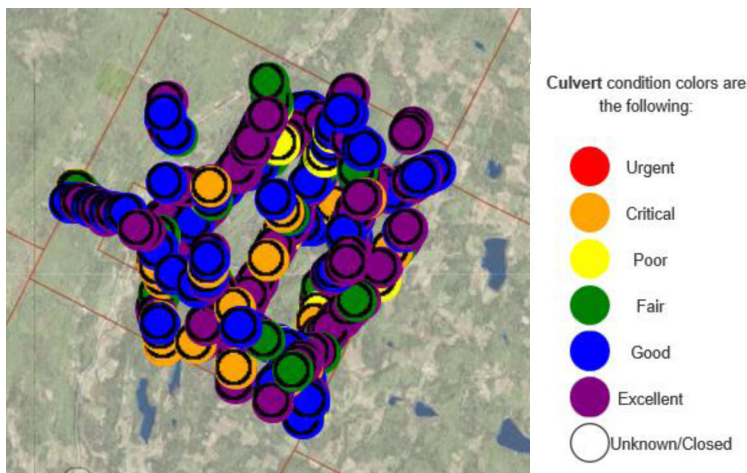 Culvert condition colors are
the following:
Urgent
Critical
Poor
Fair
Good
Excellent
Unknown/Closed